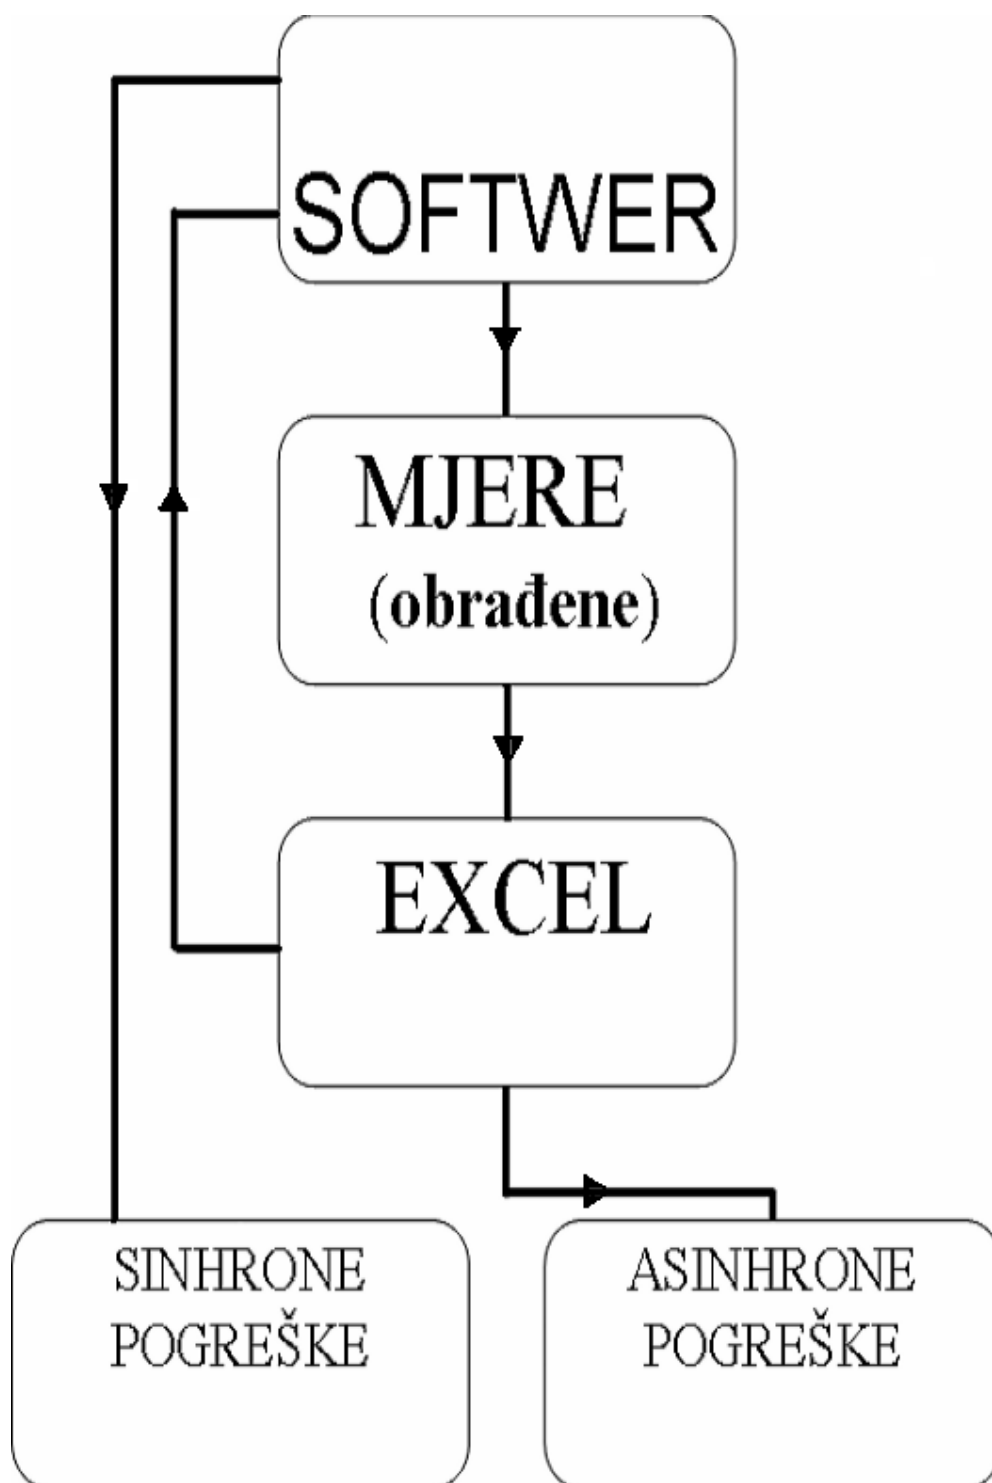 SOFTWER
MJERE
(obrađene)
EXCEL
SINHRONE
POGREŠKE
ASINHRONE
POGREŠKE